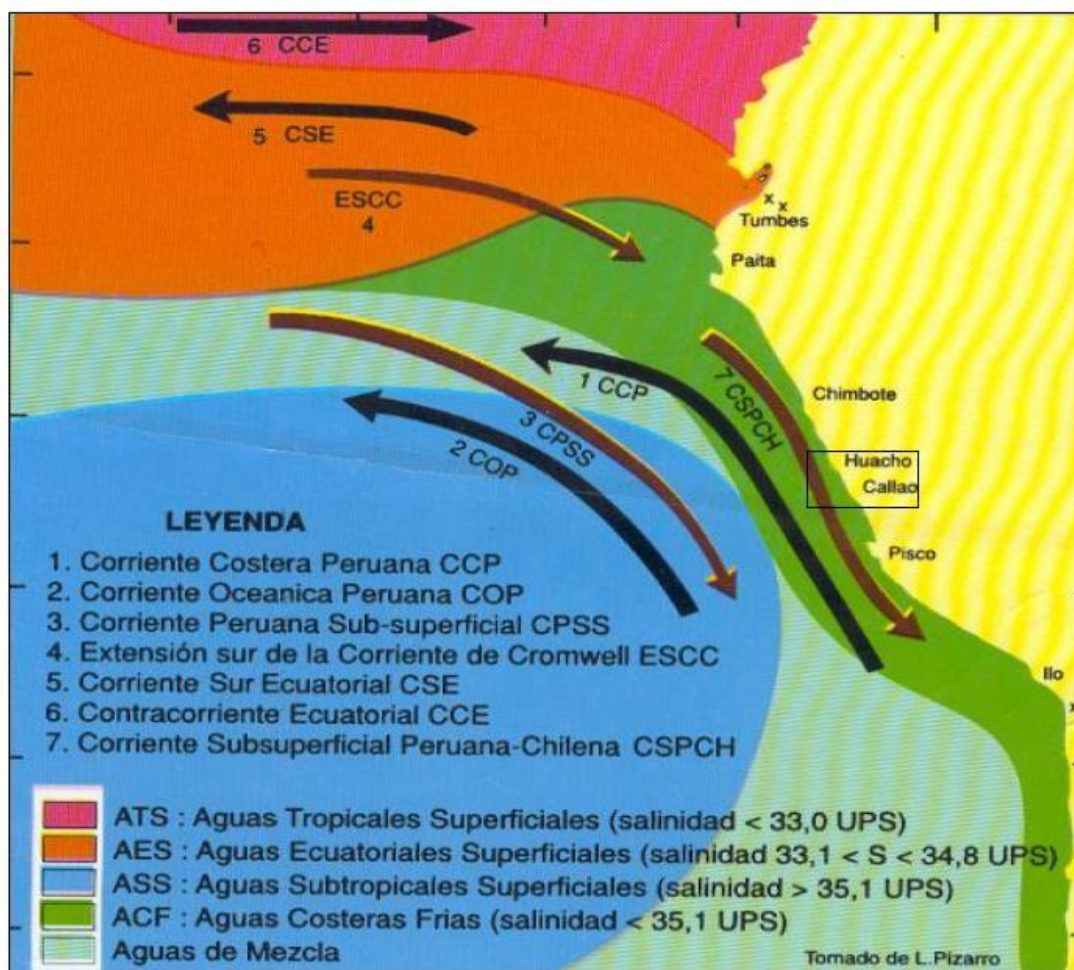 6 CCE
5 CSE
ESCC
4
Tumbes
Paita
1 CCP
7 CSPCH
Chimbote
3 CPSS
2 COP
Huacho
Callao
Pisco
Ilo
LEYENDA
1. Corriente Costera Peruana CCP
2. Corriente Oceanica Peruana COP
3. Corriente Peruana Sub-superficial CPSS
4. Extensión sur de la Corriente de Cromwell ESCC
5. Corriente Sur Ecuatorial CSE
6. Contracorriente Ecuatorial CCE
7. Corriente Subsuperficial Peruana-Chilena CSPCH
ATS : Aguas Tropicales Superficiales (salinidad < 33,0 UPS)
AES : Aguas Ecuatoriales Superficiales (salinidad 33,1 < S < 34,8 UPS)
ASS : Aguas Subtropicales Superficiales (salinidad > 35,1 UPS)
ACF : Aguas Costeras Frias (salinidad < 35,1 UPS)
Aguas de Mezcla
Tomado de L.Pizarro